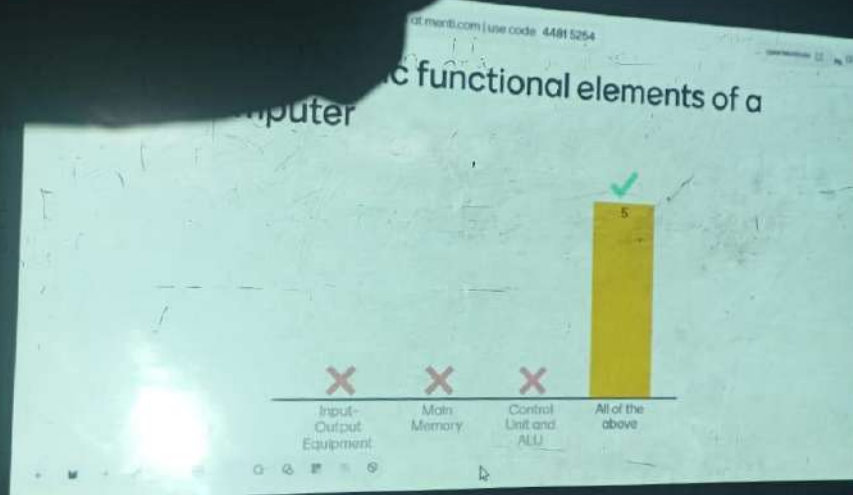 at menti.com | use code 4481 5254
c functional elements of a
puter
5
Input-
Output
Equipment
Main
Memory
Control
Unit and
ALU
All of the
above